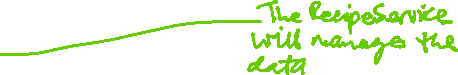 The RecipeService
will manage the
data